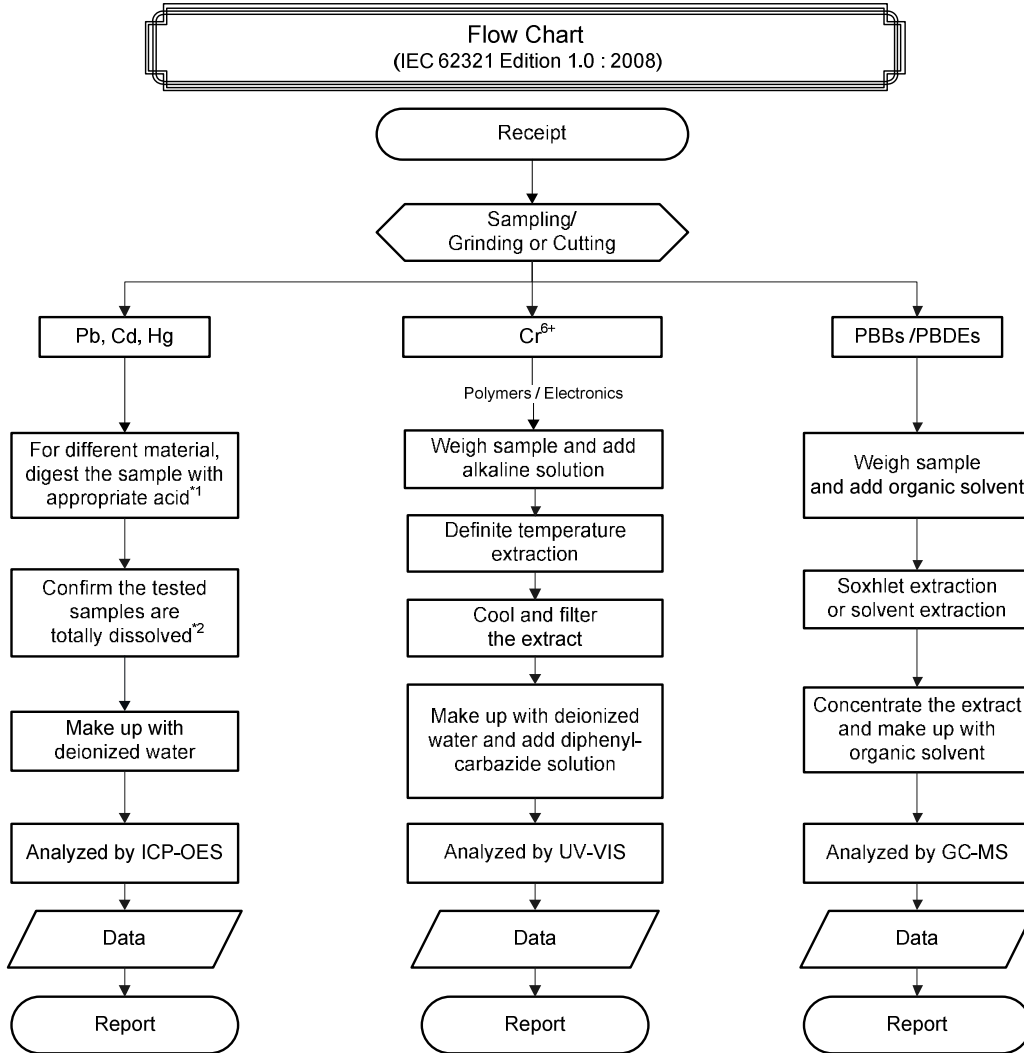 Flow Chart
(IEC 62321 Edition 1.0 : 2008)
Receipt
Sampling/
Grinding or Cutting
Pb, Cd, Hg
For different material,
digest the sample with
appropriate acid*1
Confirm the tested
samples are
totally dissolved*2
Make up with
deionized water
Analyzed by ICP-OES
Data
Report
Cr6+
Polymers / Electronics
Weigh sample and add
alkaline solution
Definite temperature
extraction
Cool and filter
the extract
Make up with deionized
water and add diphenyl-
carbazide solution
Analyzed by UV-VIS
Data
Report
PBBs /PBDEs
Weigh sample
and add organic solvent
Soxhlet extraction
or solvent extraction
Concentrate the extract
and make up with
organic solvent
Analyzed by GC-MS
Data
Report